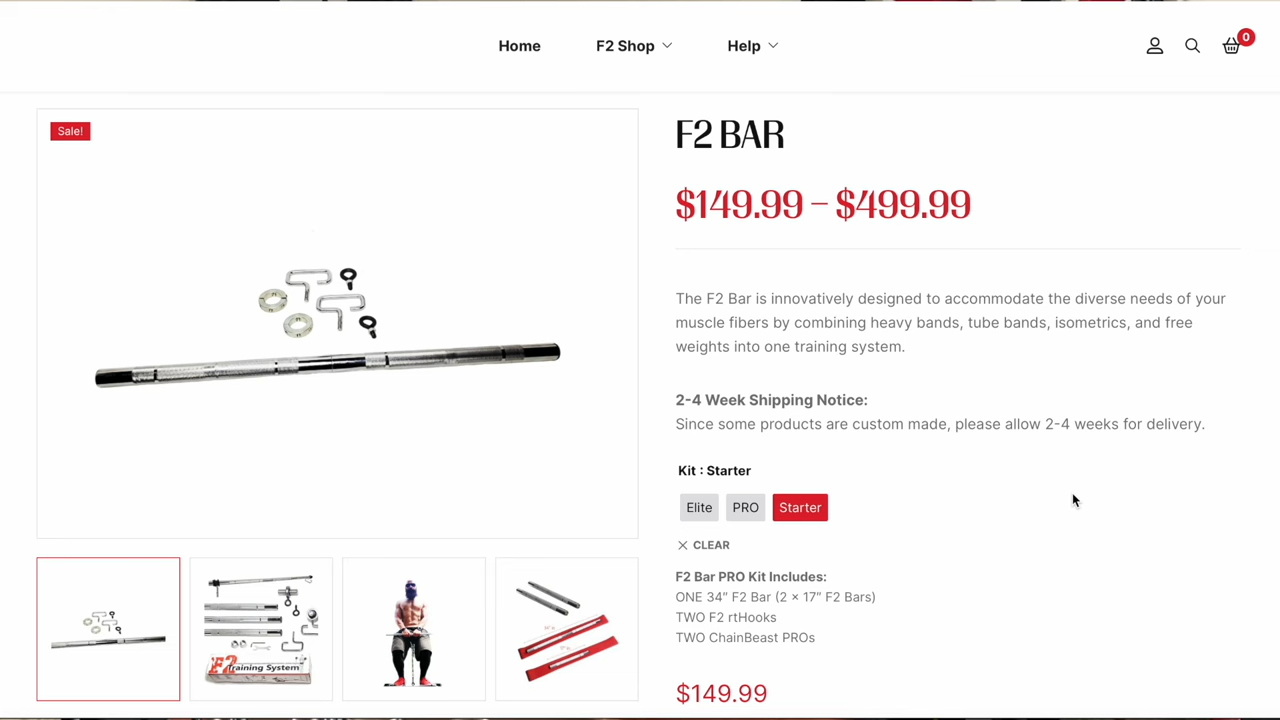 Home
F2 Shop
Help
0
Sale!
F2 BAR
$149.99 – $499.99
The F2 Bar is innovatively designed to accommodate the diverse needs of your
muscle fibers by combining heavy bands, tube bands, isometrics, and free
weights into one training system.
2-4 Week Shipping Notice:
Since some products are custom made, please allow 2-4 weeks for delivery.
Kit : Starter
Elite
PRO
Starter
CLEAR
F2 Bar PRO Kit Includes:
ONE 34″ F2 Bar (2 × 17″ F2 Bars)
TWO F2 rtHooks
TWO ChainBeast PROs
$149.99
F2 Training System